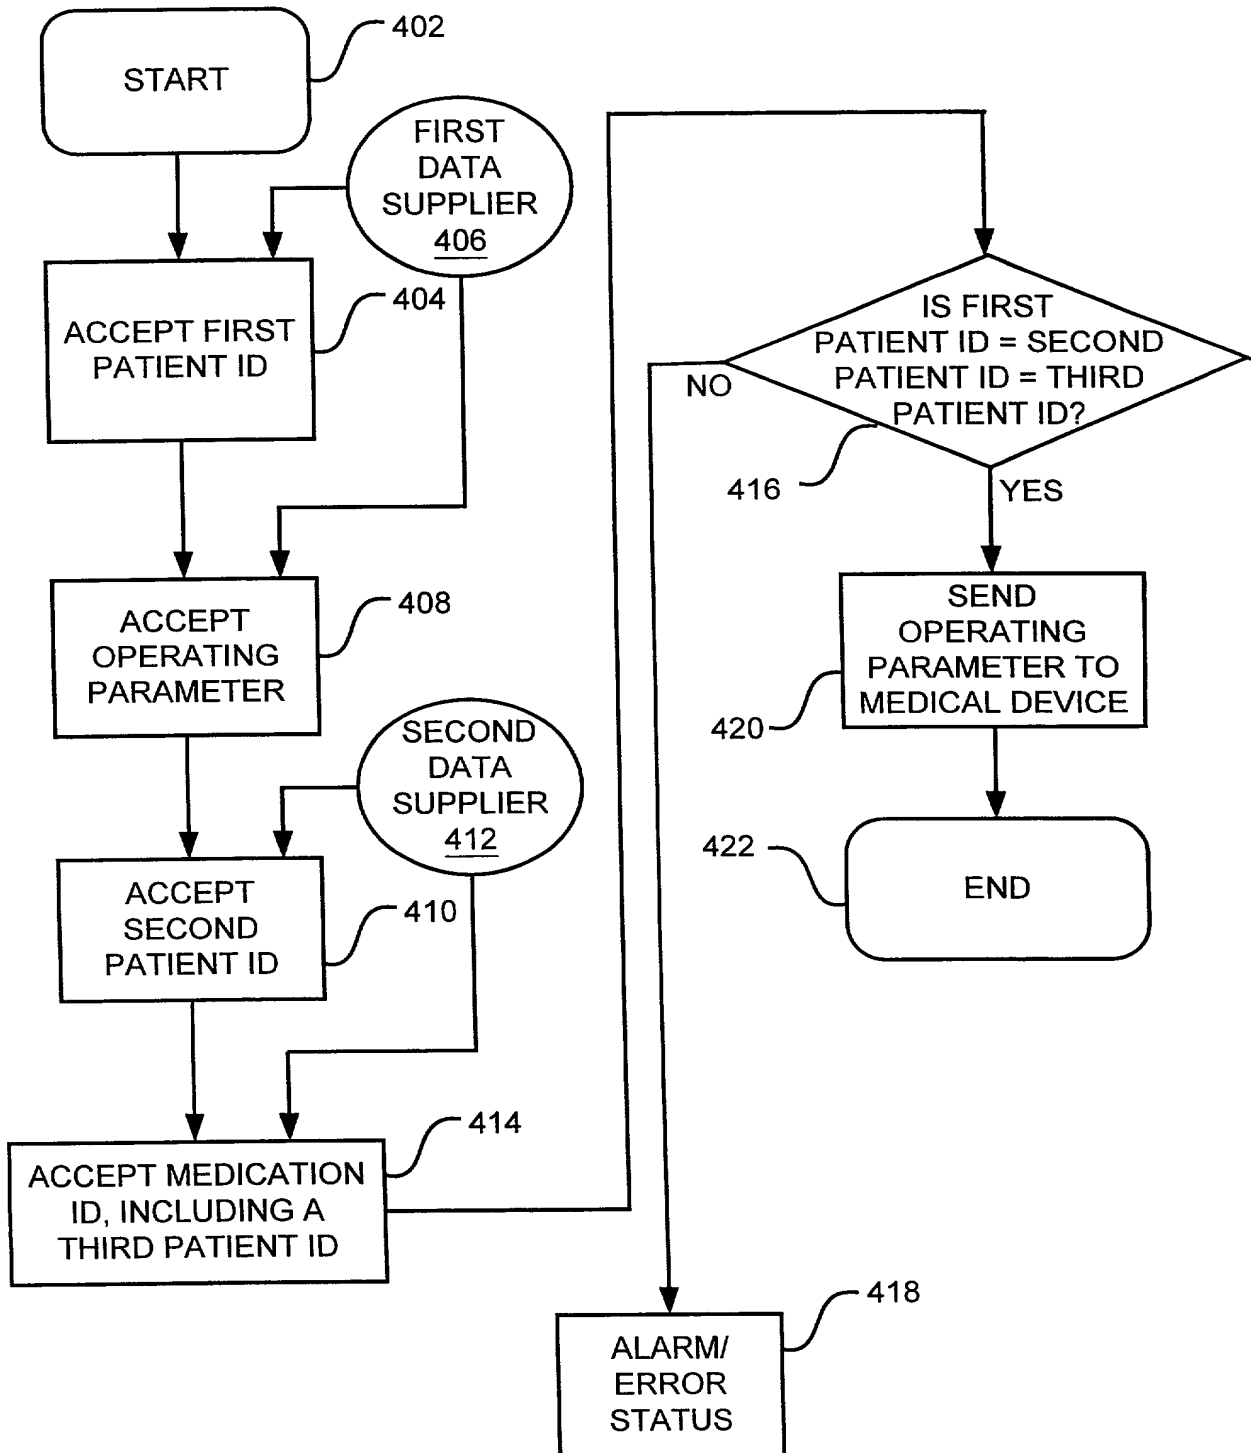 START
402
FIRST
DATA
SUPPLIER
406
ACCEPT FIRST
PATIENT ID
404
ACCEPT
OPERATING
PARAMETER
408
SECOND
DATA
SUPPLIER
412
ACCEPT
SECOND
PATIENT ID
410
ACCEPT MEDICATION
ID, INCLUDING A
THIRD PATIENT ID
414
IS FIRST
PATIENT ID = SECOND
PATIENT ID = THIRD
PATIENT ID?
416
NO
YES
SEND
OPERATING
PARAMETER TO
MEDICAL DEVICE
420
END
422
ALARM/
ERROR
STATUS
418